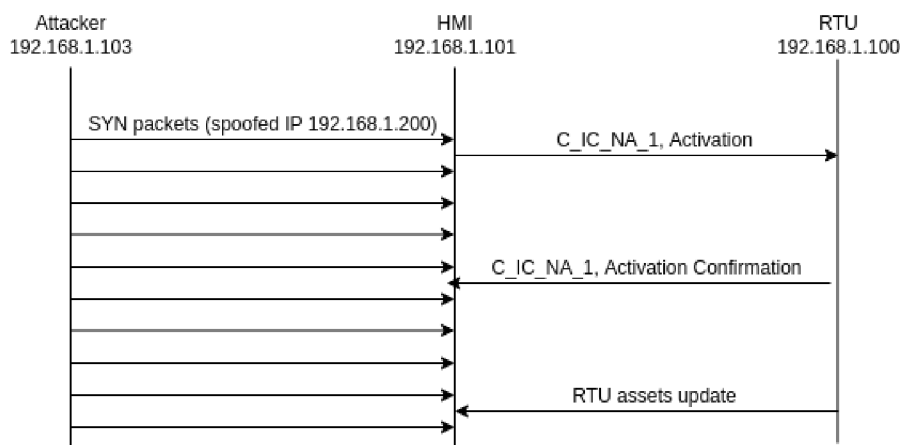 Attacker
192.168.1.103
HMI
192.168.1.101
RTU
192.168.1.100
SYN packets (spoofed IP 192.168.1.200)
C_IC_NA_1, Activation
C_IC_NA_1, Activation Confirmation
RTU assets update